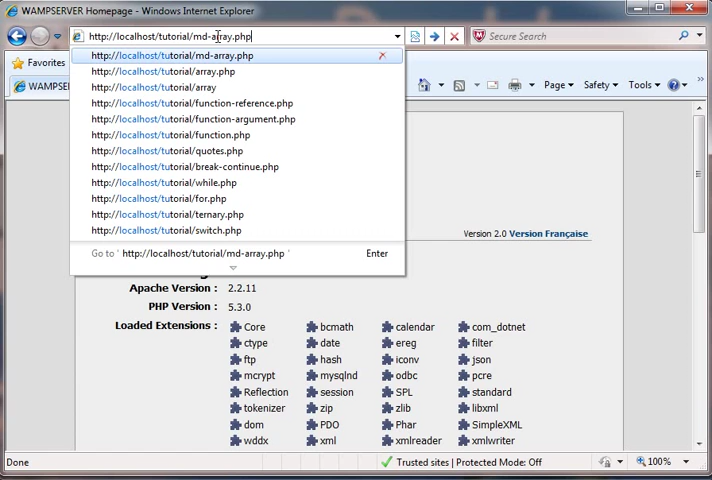 WAMPSERVER Homepage - Windows Internet Explorer
http://localhost/tutorial/md-array.php
Secure Search
http://localhost/tutorial/md-array.php
http://localhost/tutorial/array.php
http://localhost/tutorial/array
http://localhost/tutorial/function-reference.php
http://localhost/tutorial/function-argument.php
http://localhost/tutorial/function.php
http://localhost/tutorial/quotes.php
http://localhost/tutorial/break-continue.php
http://localhost/tutorial/while.php
http://localhost/tutorial/for.php
http://localhost/tutorial/ternary.php
http://localhost/tutorial/switch.php
Go to ' http://localhost/tutorial/md-array.php ' Enter
Favorites
WAMPSE
Page Safety Tools
Version 2.0 Version Française
Apache Version : 2.2.11
PHP Version : 5.3.0
Loaded Extensions : Core bcmath calendar com_dotnet
ctype date ereg filter
ftp hash iconv json
mcrypt mysqlnd odbc pcre
Reflection session SPL standard
tokenizer zip zlib libxml
dom PDO Phar SimpleXML
wddx xml xmlreader xmlwriter
Done Trusted sites | Protected Mode: Off 100%